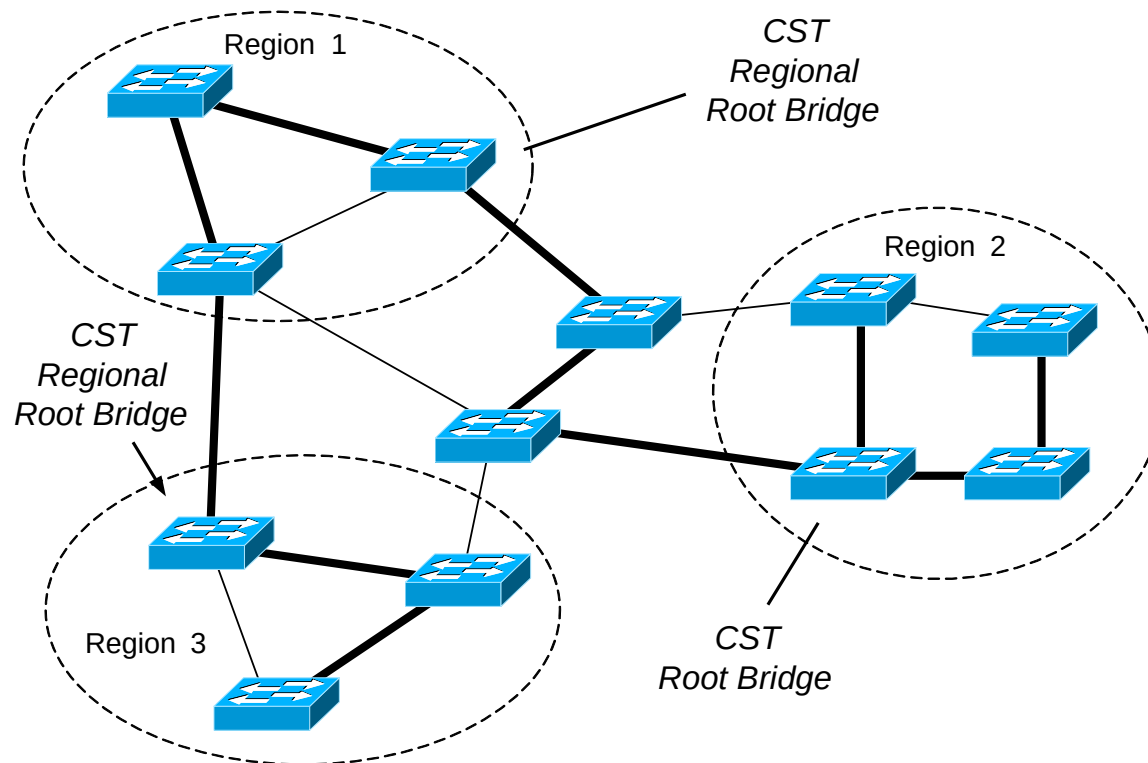 Region 1
CST
Regional
Root Bridge
Region 2
CST
Regional
Root Bridge
Region 3
CST
Root Bridge